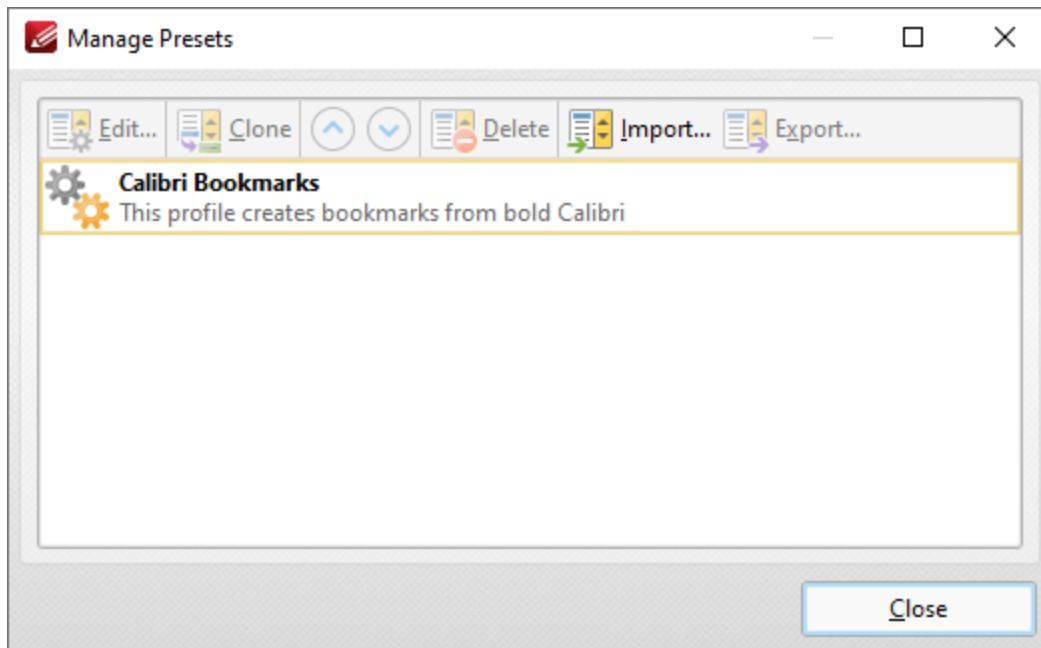 Manage Presets
Edit... Clone Delete Import... Export...
Calibri Bookmarks
This profile creates bookmarks from bold Calibri
Close